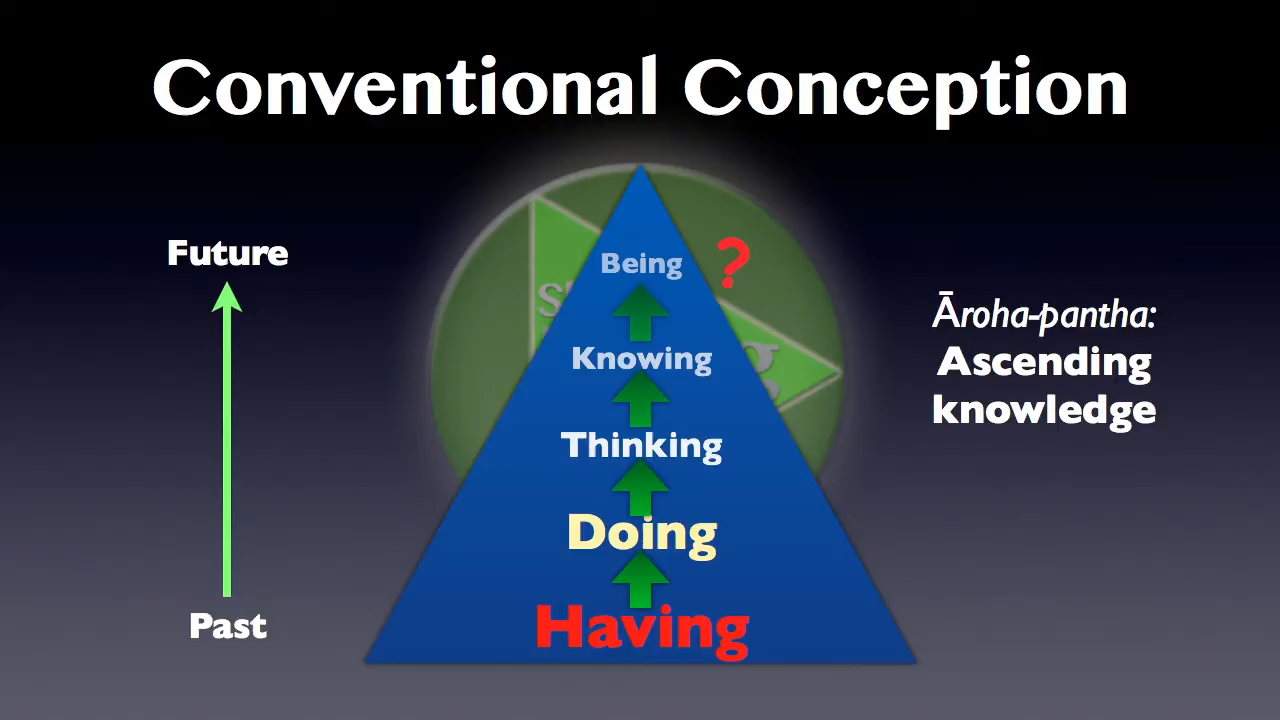 Conventional Conception
Future
Being
?
Knowing
Thinking
Doing
Having
Past
Āroha-pantha:
Ascending
knowledge